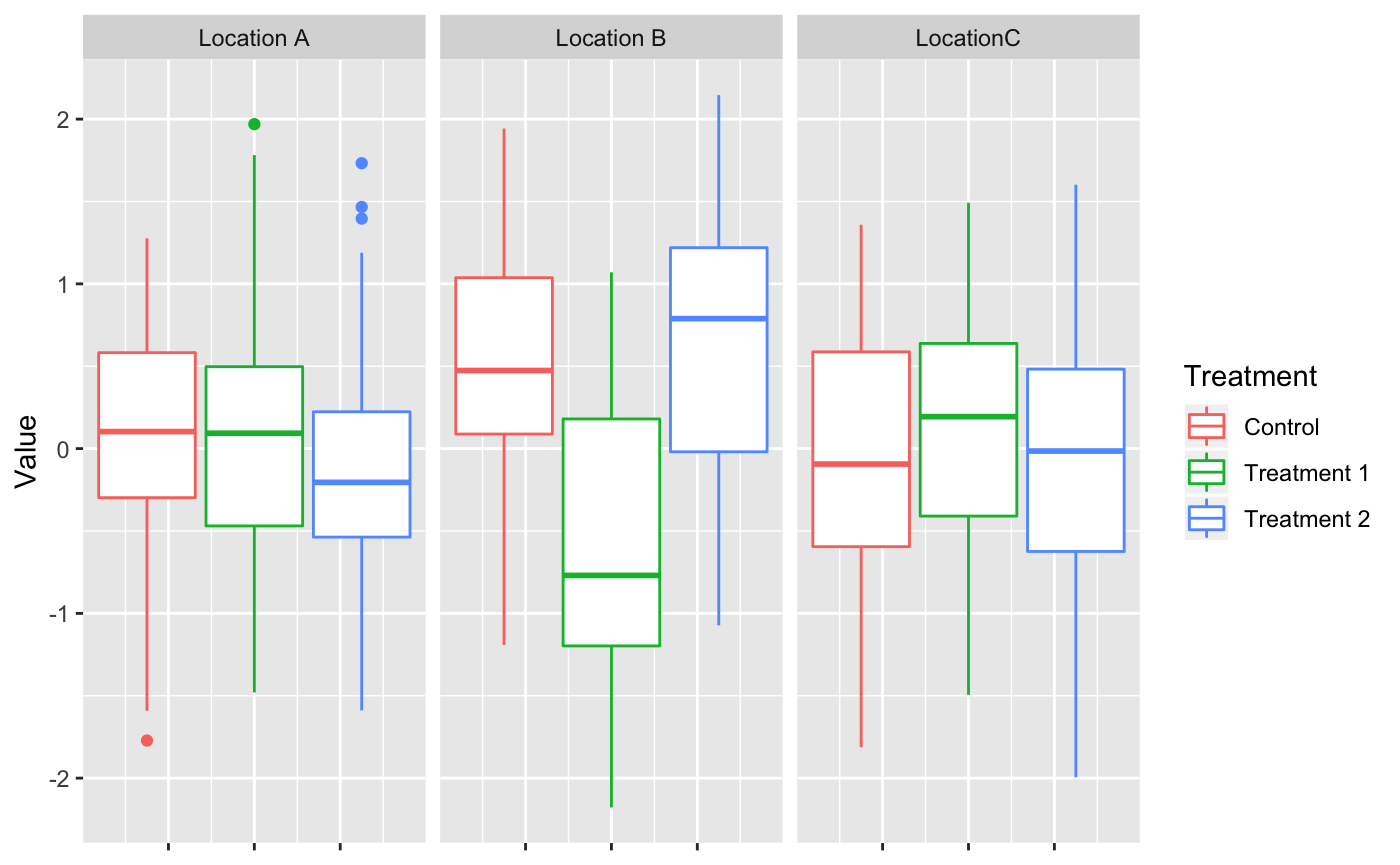 Location A
Location B
LocationC
Value
2
1
0
-1
-2
Treatment
Control
Treatment 1
Treatment 2